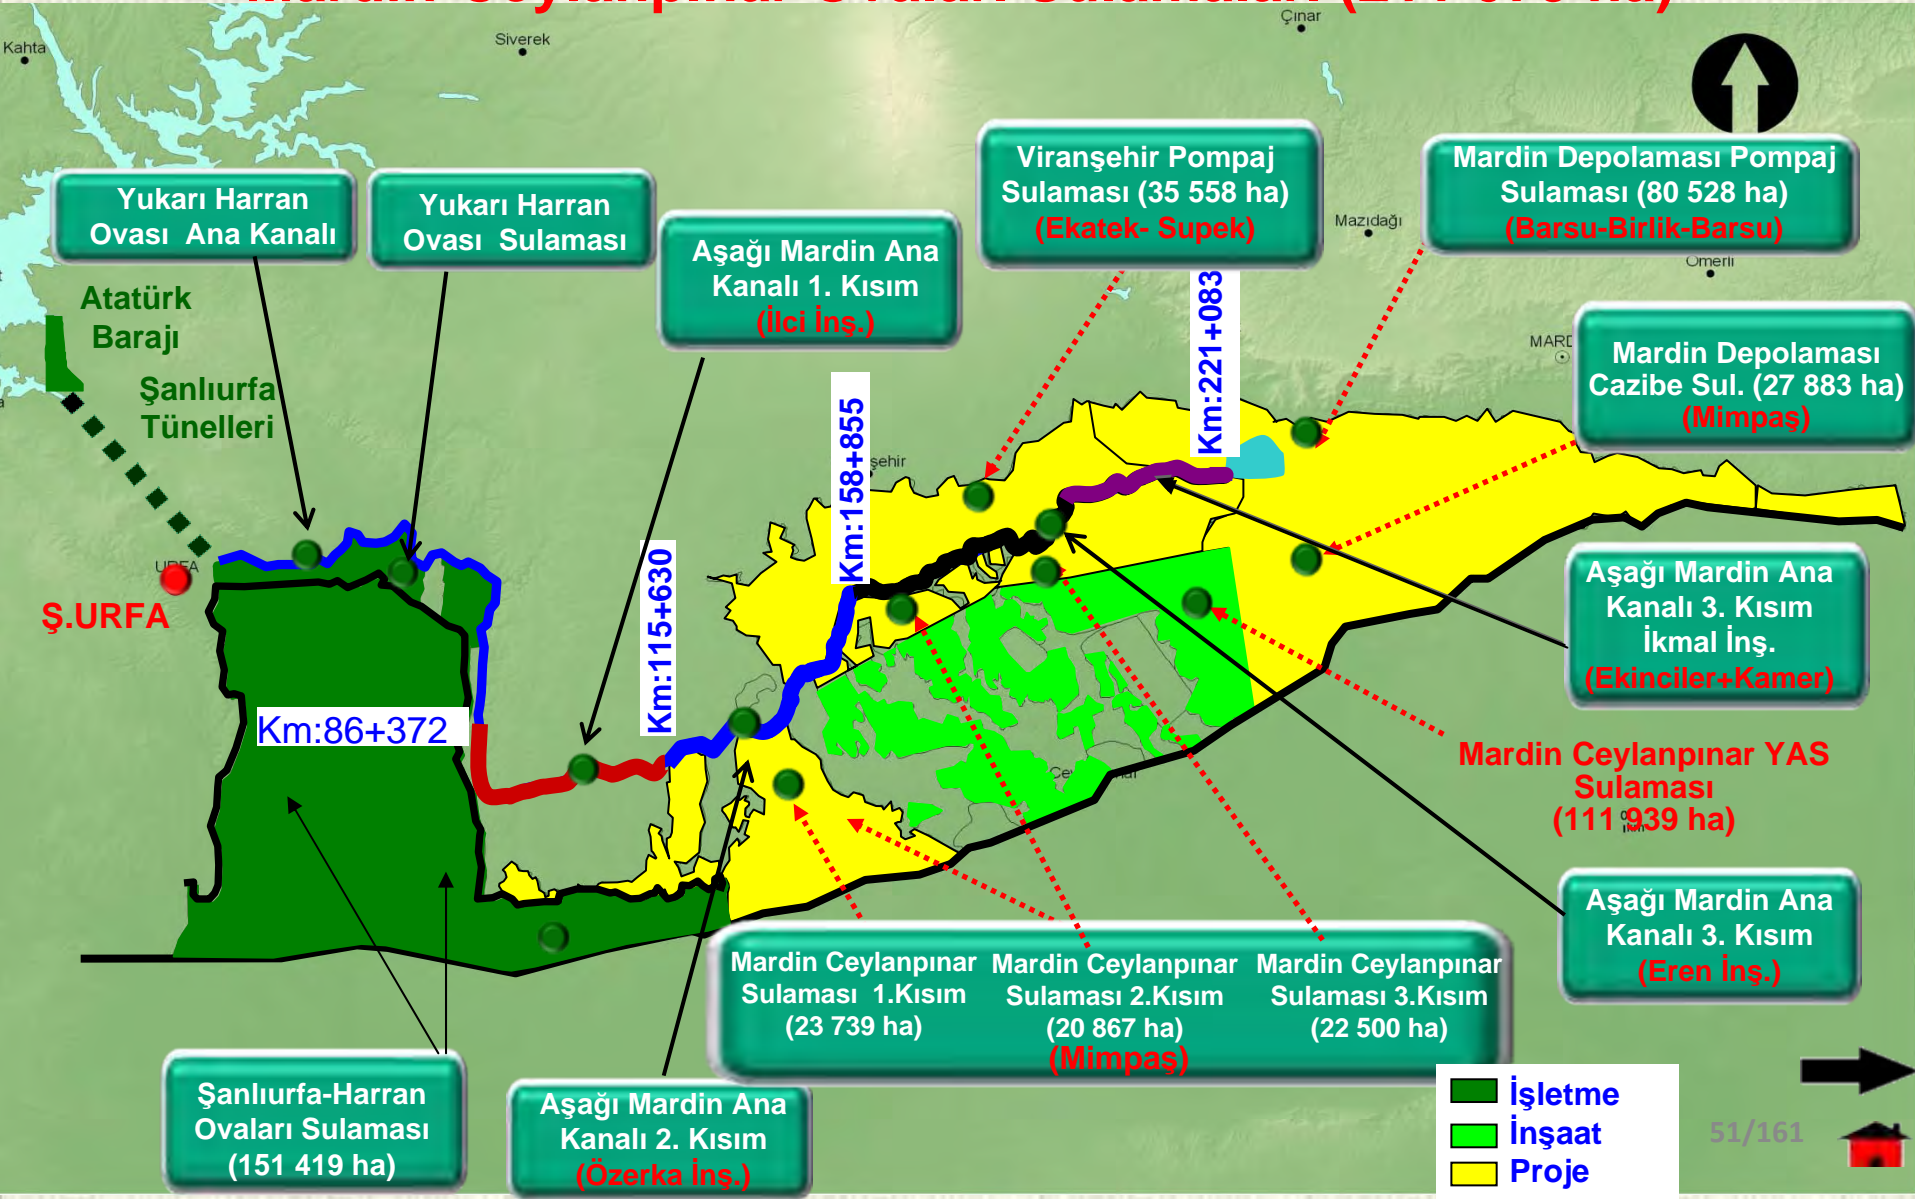 Mardin Ceylanpınar Ovaları Sulamaları
Kahta
Siverek
Çınar
Viranşehir Pompaj
Sulaması (35 558 ha)
(Ekatek- Supek)
Mardin Depolaması Pompaj
Sulaması (80 528 ha)
(Barsu-Birlik-Barsu)
Yukarı Harran
Ovası Ana Kanalı
Yukarı Harran
Ovası Sulaması
Aşağı Mardin Ana
Kanalı 1. Kısım
(İlci İnş.)
Mazıdağı
Ömerli
Atatürk
Barajı
Şanlıurfa
Tünelleri
Km:221+083
MARD
Mardin Depolaması
Cazibe Sul. (27 883 ha)
(Mimpaş)
Km:158+855
şehir
Km:115+630
URFA
Ş.URFA
Aşağı Mardin Ana
Kanalı 3. Kısım
İkmal İnş.
(Ekinciler+Kamer)
Km:86+372
Mardin Ceylanpınar YAS
Sulaması
(111 939 ha)
km
Aşağı Mardin Ana
Kanalı 3. Kısım
(Eren İnş.)
Mardin Ceylanpınar
Sulaması 1.Kısım
(23 739 ha)
Mardin Ceylanpınar
Sulaması 2.Kısım
(20 867 ha)
(Mimpaş)
Mardin Ceylanpınar
Sulaması 3.Kısım
(22 500 ha)
Şanlıurfa-Harran
Ovaları Sulaması
(151 419 ha)
Aşağı Mardin Ana
Kanalı 2. Kısım
(Özerka İnş.)
İşletme
İnşaat
Proje
51/161